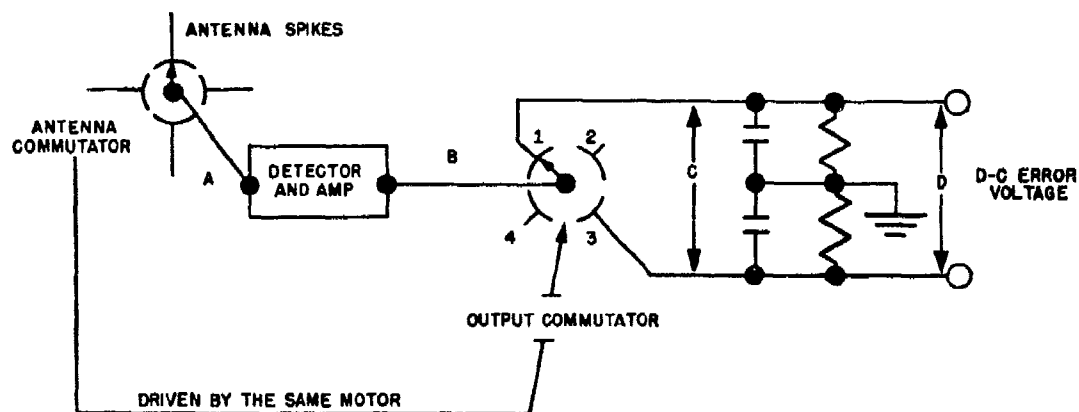 ANTENNA SPIKES
ANTENNA
COMMUTATOR
A
DETECTOR
AND AMP
B
1
2
3
4
C
D
D-C ERROR
VOLTAGE
OUTPUT COMMUTATOR
DRIVEN BY THE SAME MOTOR